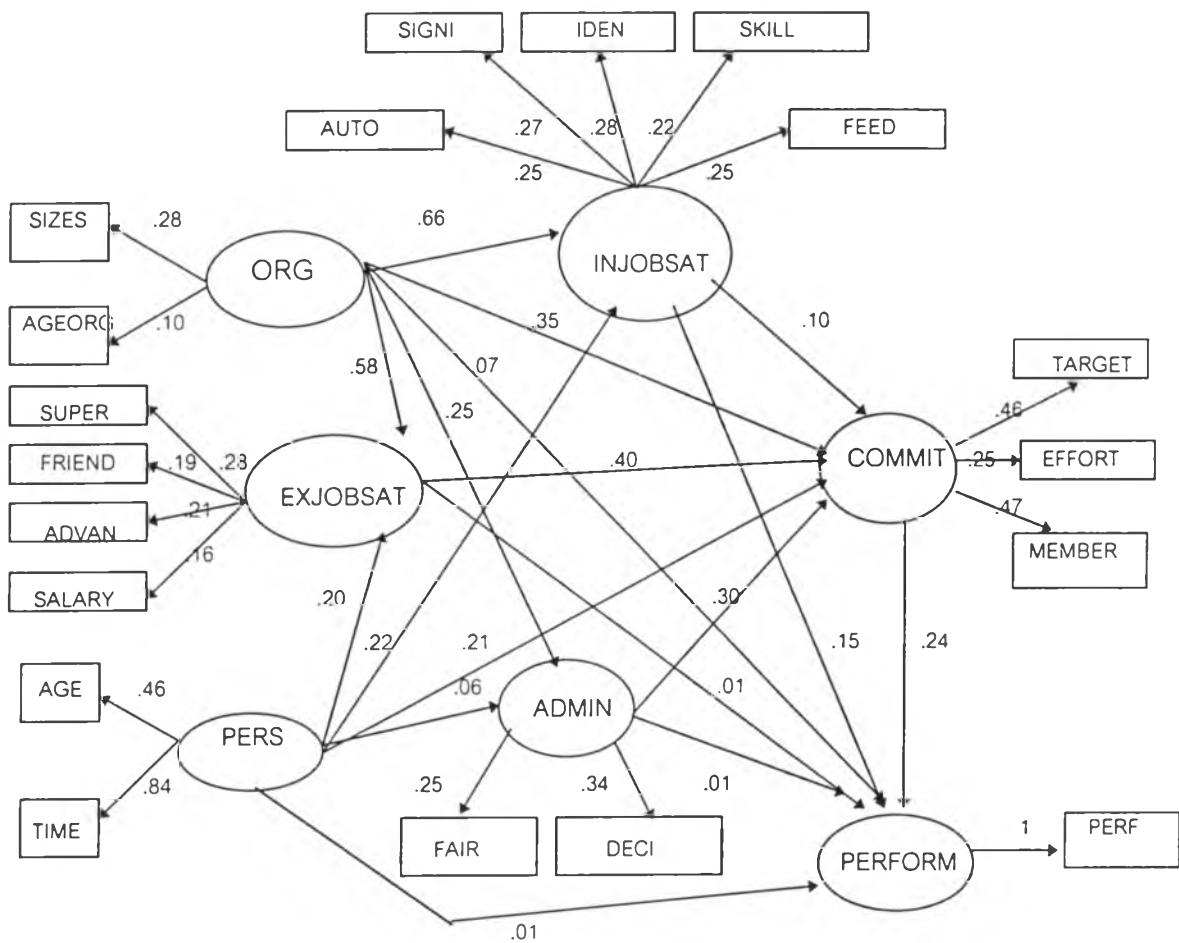 SIGNI IDEN SKILL
AUTO .27 .28 .22 FEED
.25 .25
SIZES .28 .66
ORG INJOBSAT
AGEORG .10 .35 .10
.58 .07 TARGET
SUPER .25 .46
FRIEND .19 .23 .40 COMMIT .25 EFFORT
ADVAN .21 EXJOBSAT .47
.16 MEMBER
SALARY .20 .30
.22 .21 .15 .24
AGE .46 .06 .01
PERS ADMIN
.84 .25 .34 .01
TIME FAIR DECI 1 PERF
PERFORM
.01